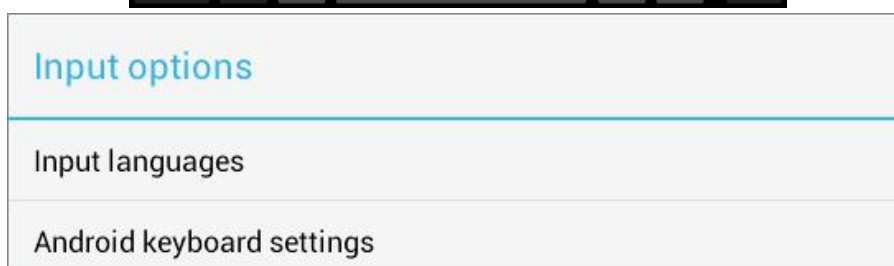 Input options
Input languages
Android keyboard settings